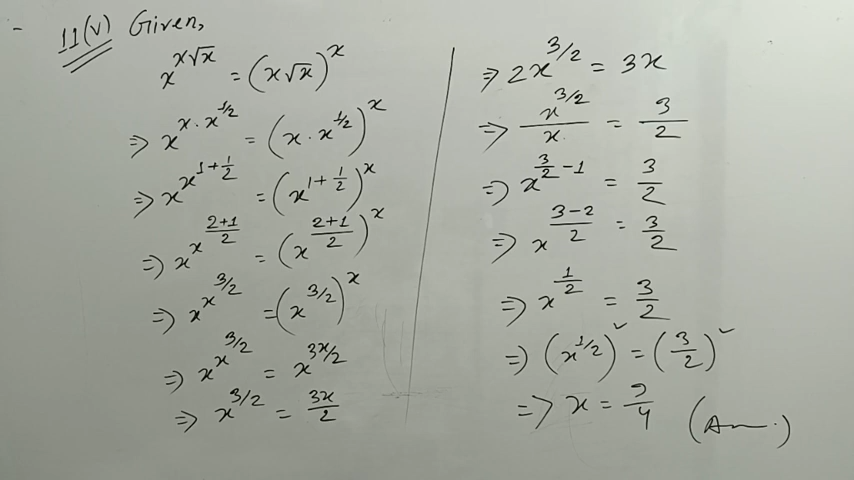 11(v) Given,
x^{x√x} = (x√x)^x
⇒ x^{x·x^{1/2}} = (x·x^{1/2})^x
⇒ x^{x^{1+1/2}} = (x^{1+1/2})^x
⇒ x^{x^{(2+1)/2}} = (x^{(2+1)/2})^x
⇒ x^{x^{3/2}} = (x^{3/2})^x
⇒ x^{x^{3/2}} = x^{3x/2}
⇒ x^{3/2} = 3x/2
⇒ 2x^{3/2} = 3x
⇒ x^{3/2}/x = 3/2
⇒ x^{3/2-1} = 3/2
⇒ x^{(3-2)/2} = 3/2
⇒ x^{1/2} = 3/2
⇒ (x^{1/2})^২ = (3/2)^২
⇒ x = 9/4 (Ans.)